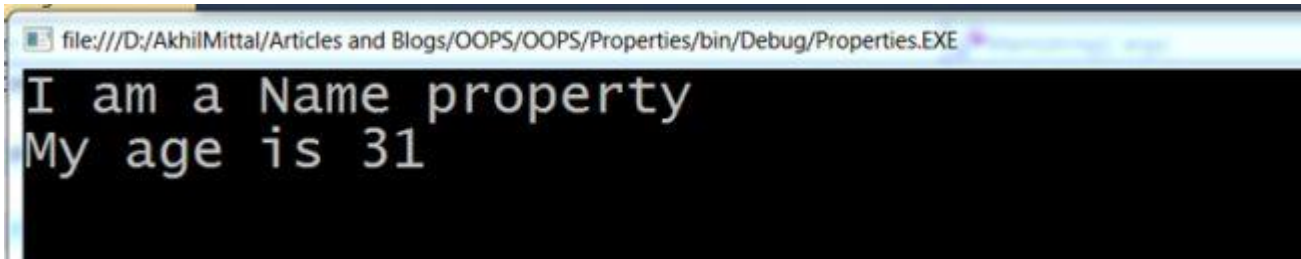 file:///D:/AkhilMittal/Articles and Blogs/OOPS/OOPS/Properties/bin/Debug/Properties.EXE
I am a Name property
My age is 31